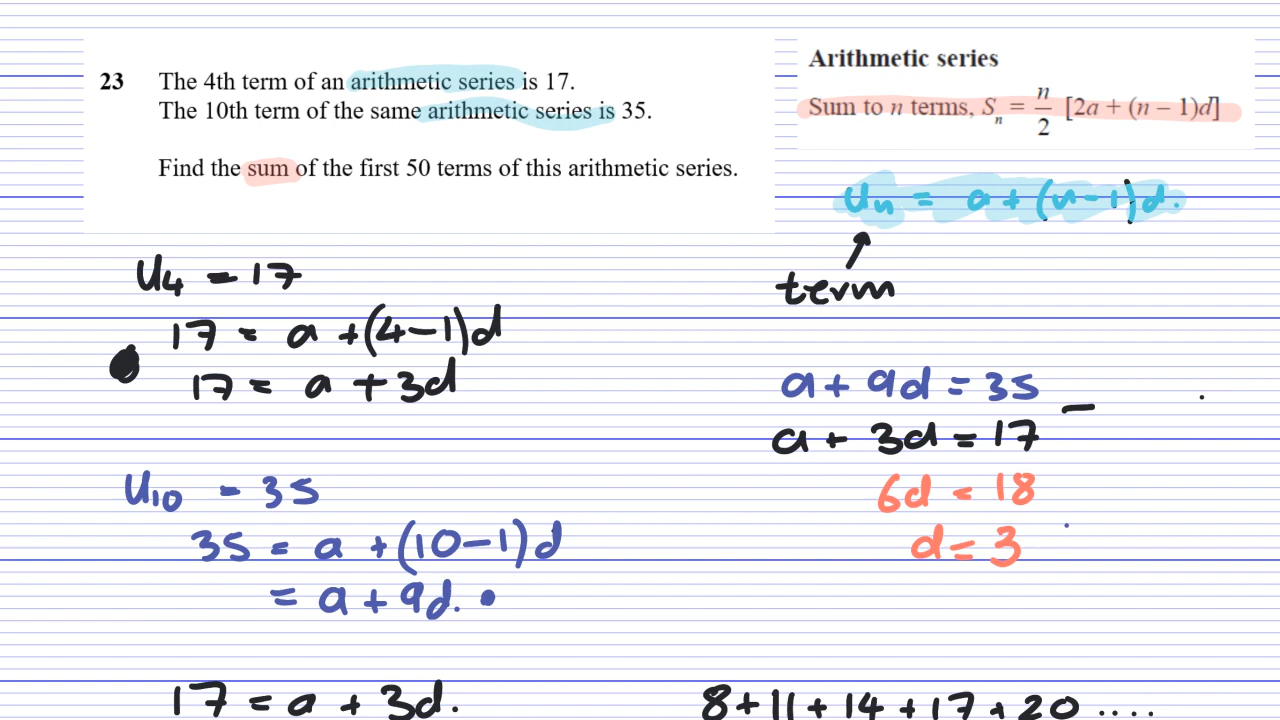 23 The 4th term of an arithmetic series is 17.
The 10th term of the same arithmetic series is 35.
Find the sum of the first 50 terms of this arithmetic series.
Arithmetic series
Sum to n terms, Sₙ = n/2 [2a + (n − 1)d]
Uₙ = a + (n-1)d.
term
U₄ = 17
17 = a + (4-1)d
17 = a + 3d
U₁₀ = 35
35 = a + (10-1)d
= a + 9d.
a + 9d = 35
a + 3d = 17 −
6d = 18
d = 3
17 = a + 3d.
8 + 11 + 14 + 17 + 20 ....